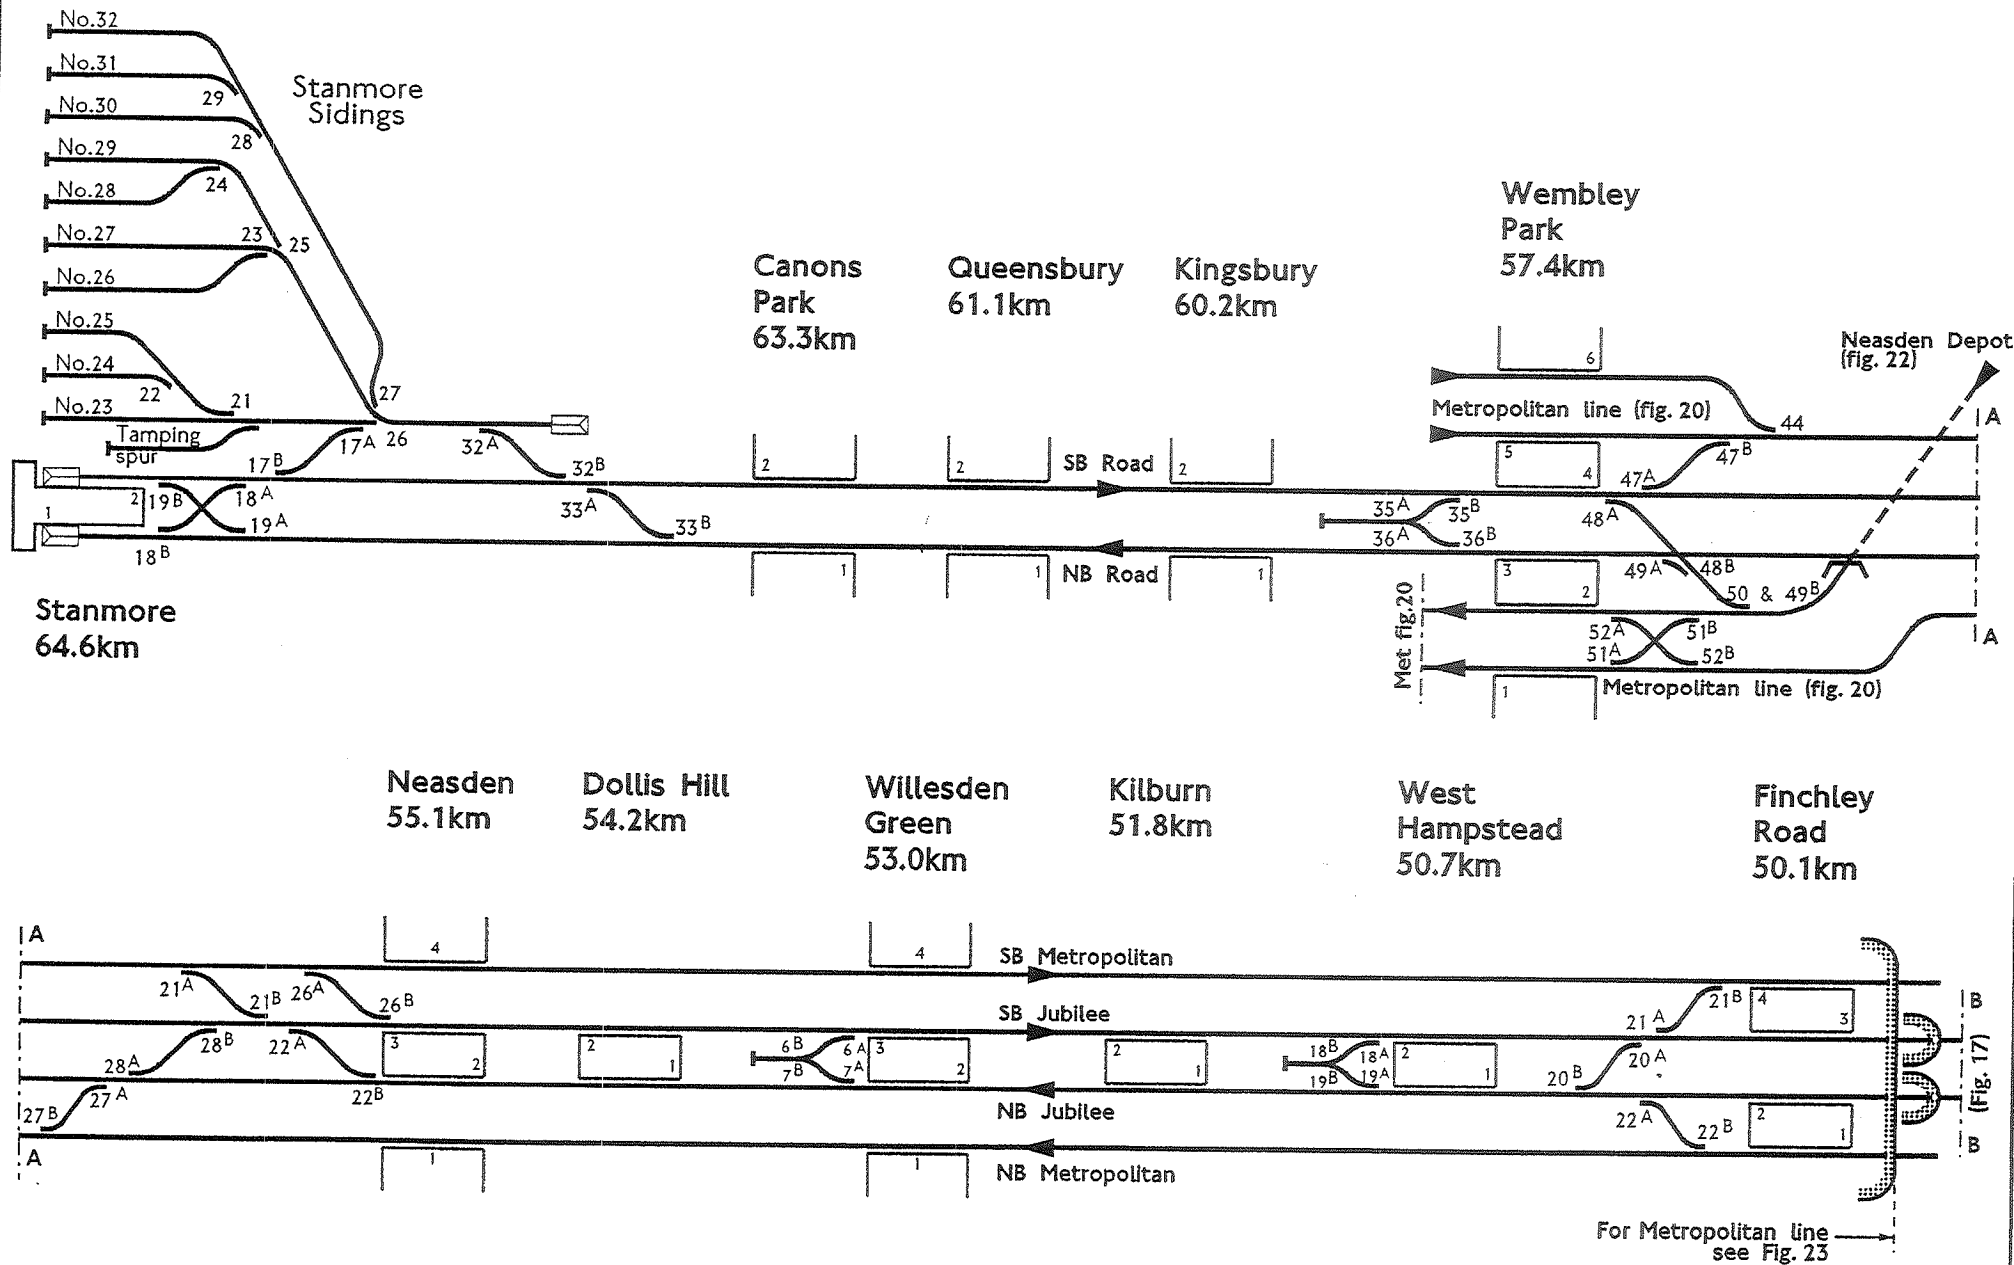 No.32
No.31
29
No.30
28
No.29
24
No.28
No.27
23
25
No.26
No.25
No.24
22
21
No.23
27
26
Tamping
spur
17A
17B
32A
32B
19B
18A
19A
18B
33A
33B
2
1
Stanmore
Sidings
Stanmore
64.6km
Canons
Park
63.3km
2
1
Queensbury
61.1km
2
1
SB Road
NB Road
Kingsbury
60.2km
2
1
Wembley
Park
57.4km
6
Metropolitan line (fig. 20)
5
4
3
2
1
44
47A
47B
35A
35B
36A
36B
48A
48B
49A
50 & 49B
52A
51B
51A
52B
Met fig.20
Metropolitan line (fig. 20)
Neasden Depot
(fig. 22)
A
A
Neasden
55.1km
Dollis Hill
54.2km
Willesden
Green
53.0km
Kilburn
51.8km
West
Hampstead
50.7km
Finchley
Road
50.1km
A
4
4
SB Metropolitan
21A
21B
26A
26B
21B
4
3
B
SB Jubilee
21A
28B
22A
3
2
2
1
6B
6A
7B
7A
3
2
2
1
18B
18A
19B
19A
2
1
20A
20B
28A
27A
22B
27B
NB Jubilee
22A
22B
2
1
(Fig. 17)
B
A
1
1
NB Metropolitan
For Metropolitan line
see Fig. 23